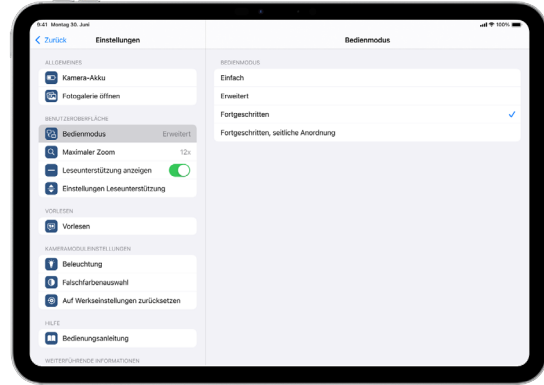 9:41 Montag 30. Juni
100%
Zurück
Einstellungen
ALLGEMEINES
Kamera-Akku
Fotogalerie öffnen
BENUTZEROBERFLÄCHE
Bedienmodus Erweitert
Maximaler Zoom 12x
Leseunterstützung anzeigen
Einstellungen Leseunterstützung
VORLESEN
Vorlesen
KAMERAMODULEINSTELLUNGEN
Beleuchtung
Falschfarbenauswahl
Auf Werkseinstellungen zurücksetzen
HILFE
Bedienungsanleitung
WEITERFÜHRENDE INFORMATIONEN
Bedienmodus
BEDIENMODUS
Einfach
Erweitert
Fortgeschritten
Fortgeschritten, seitliche Anordnung